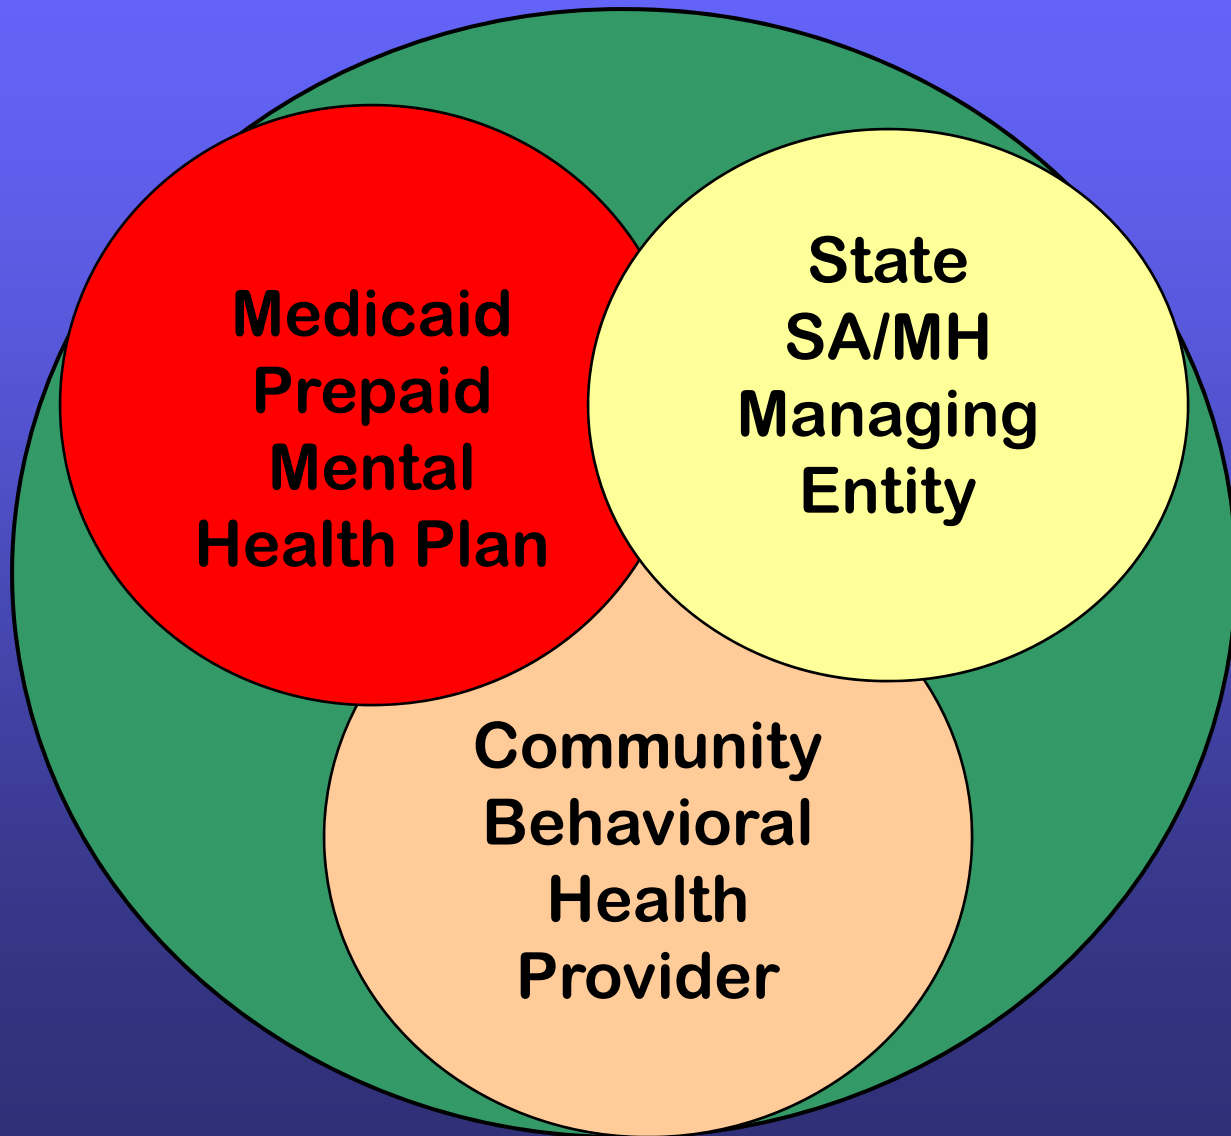 Medicaid
Prepaid
Mental
Health Plan
State
SA/MH
Managing
Entity
Community
Behavioral
Health
Provider